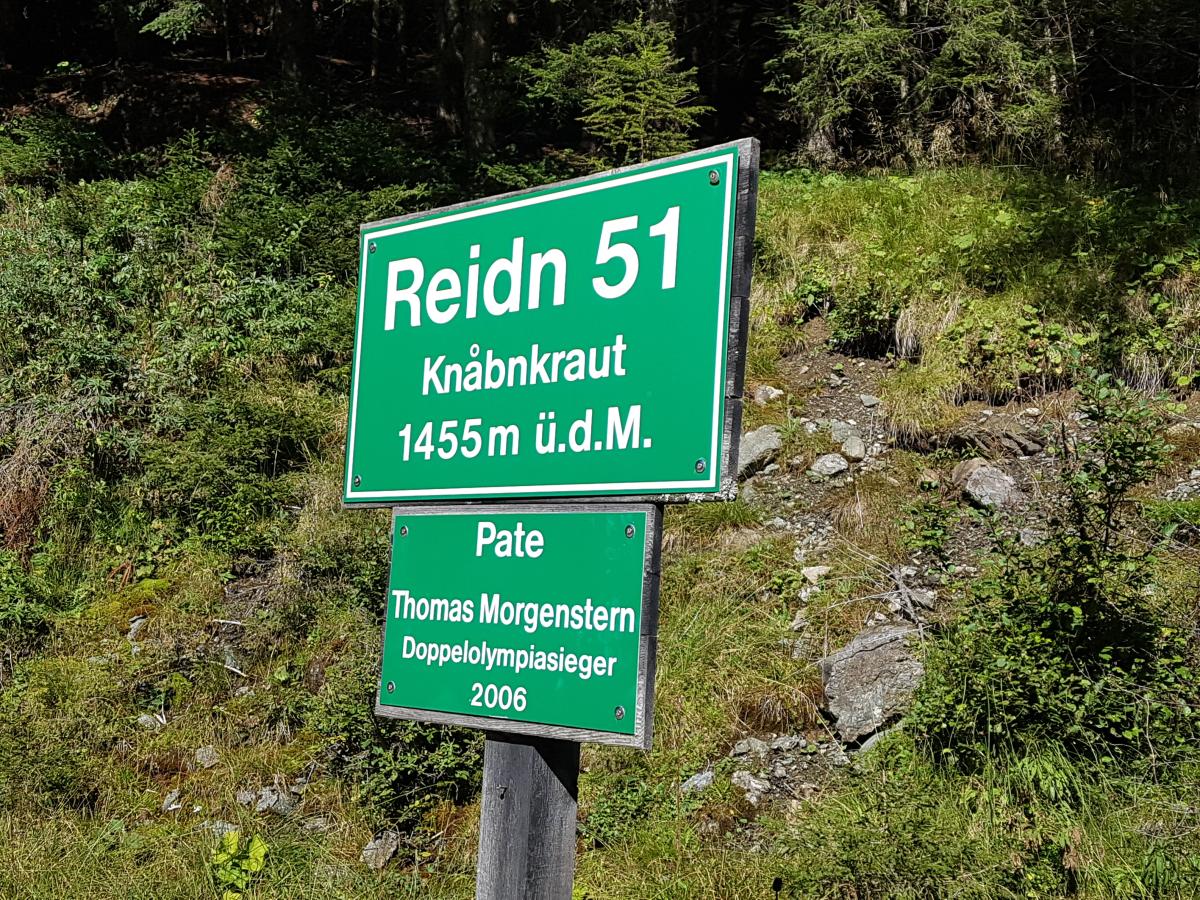 Reidn 51
Knåbnkraut
1455m ü.d.M.
Pate
Thomas Morgenstern
Doppelolympiasieger
2006